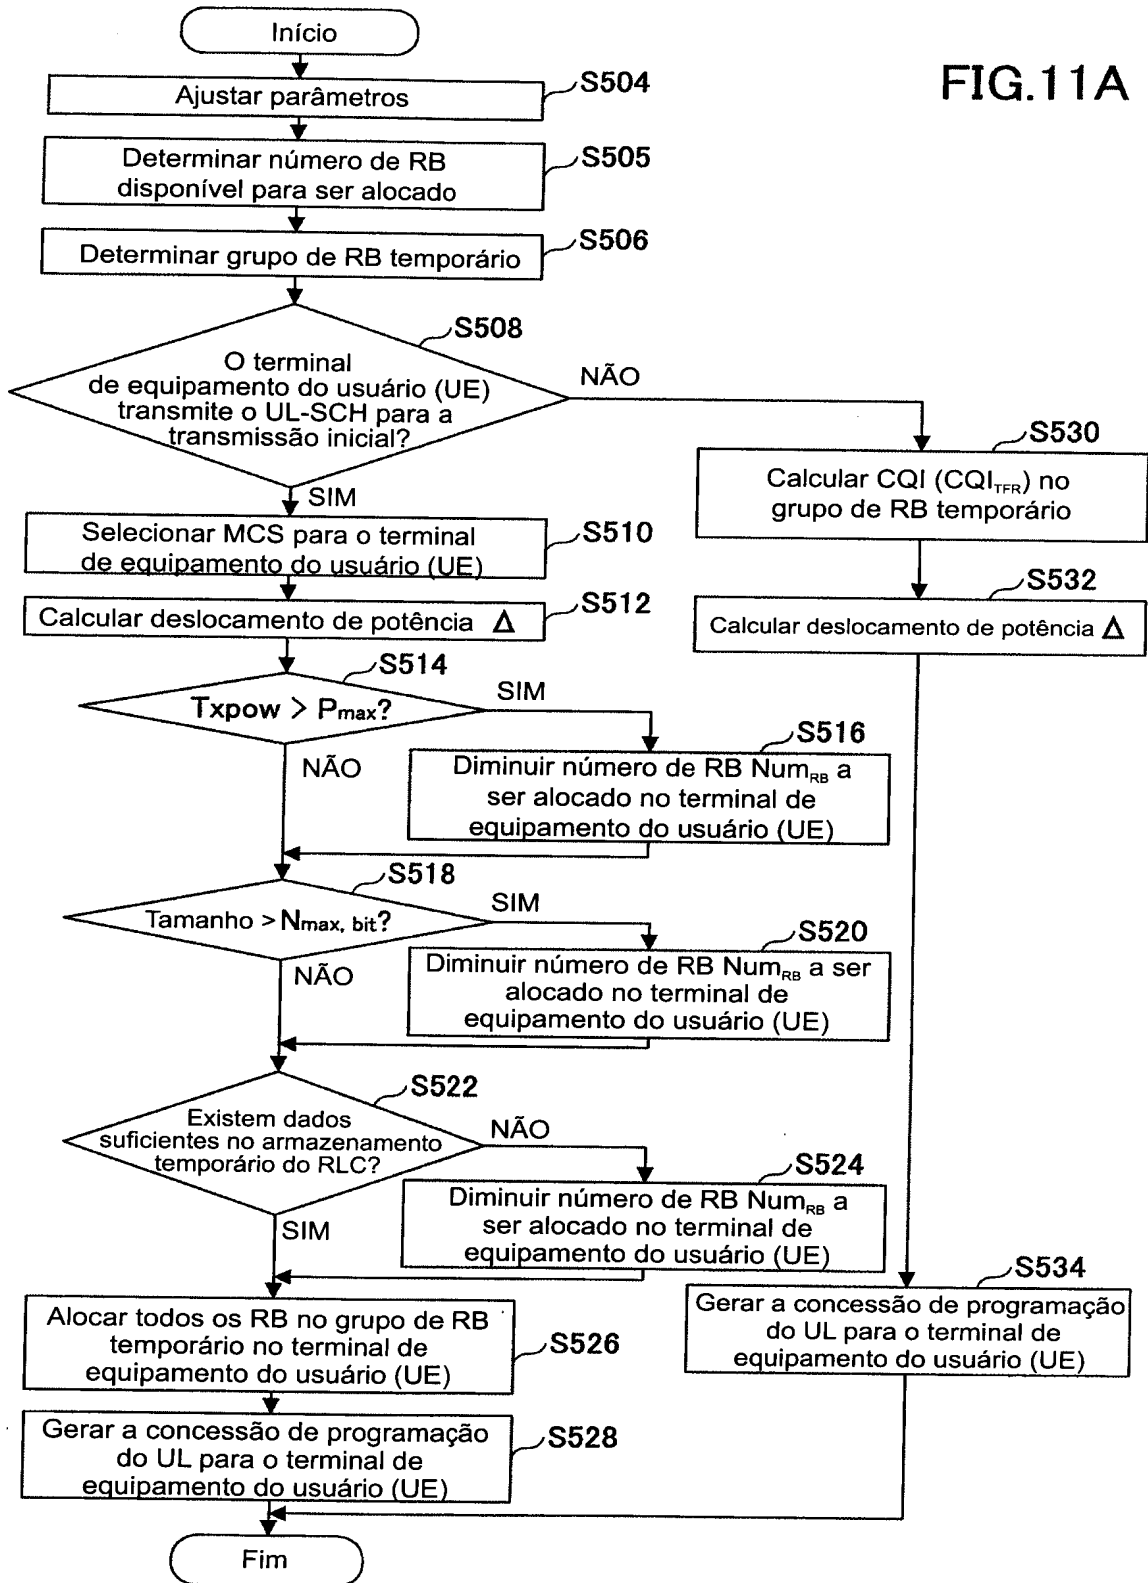 Início
FIG.11A
S504
Ajustar parâmetros
S505
Determinar número de RB
disponível para ser alocado
S506
Determinar grupo de RB temporário
S508
O terminal
de equipamento do usuário (UE)
transmite o UL-SCH para a
transmissão inicial?
NÃO
SIM
S530
Calcular CQI (CQITFR) no
grupo de RB temporário
S510
Selecionar MCS para o terminal
de equipamento do usuário (UE)
S512
Calcular deslocamento de potência Δ
S532
Calcular deslocamento de potência Δ
S514
Txpow > Pmax?
SIM
NÃO
S516
Diminuir número de RB NumRB a
ser alocado no terminal de
equipamento do usuário (UE)
S518
Tamanho > Nmax, bit?
SIM
NÃO
S520
Diminuir número de RB NumRB a ser
alocado no terminal de
equipamento do usuário (UE)
S522
Existem dados
suficientes no armazenamento
temporário do RLC?
NÃO
SIM
S524
Diminuir número de RB NumRB a
ser alocado no terminal de
equipamento do usuário (UE)
S534
Gerar a concessão de programação
do UL para o terminal de
equipamento do usuário (UE)
Alocar todos os RB no grupo de RB
temporário no terminal de
equipamento do usuário (UE)
S526
Gerar a concessão de programação
do UL para o terminal de
equipamento do usuário (UE)
S528
Fim